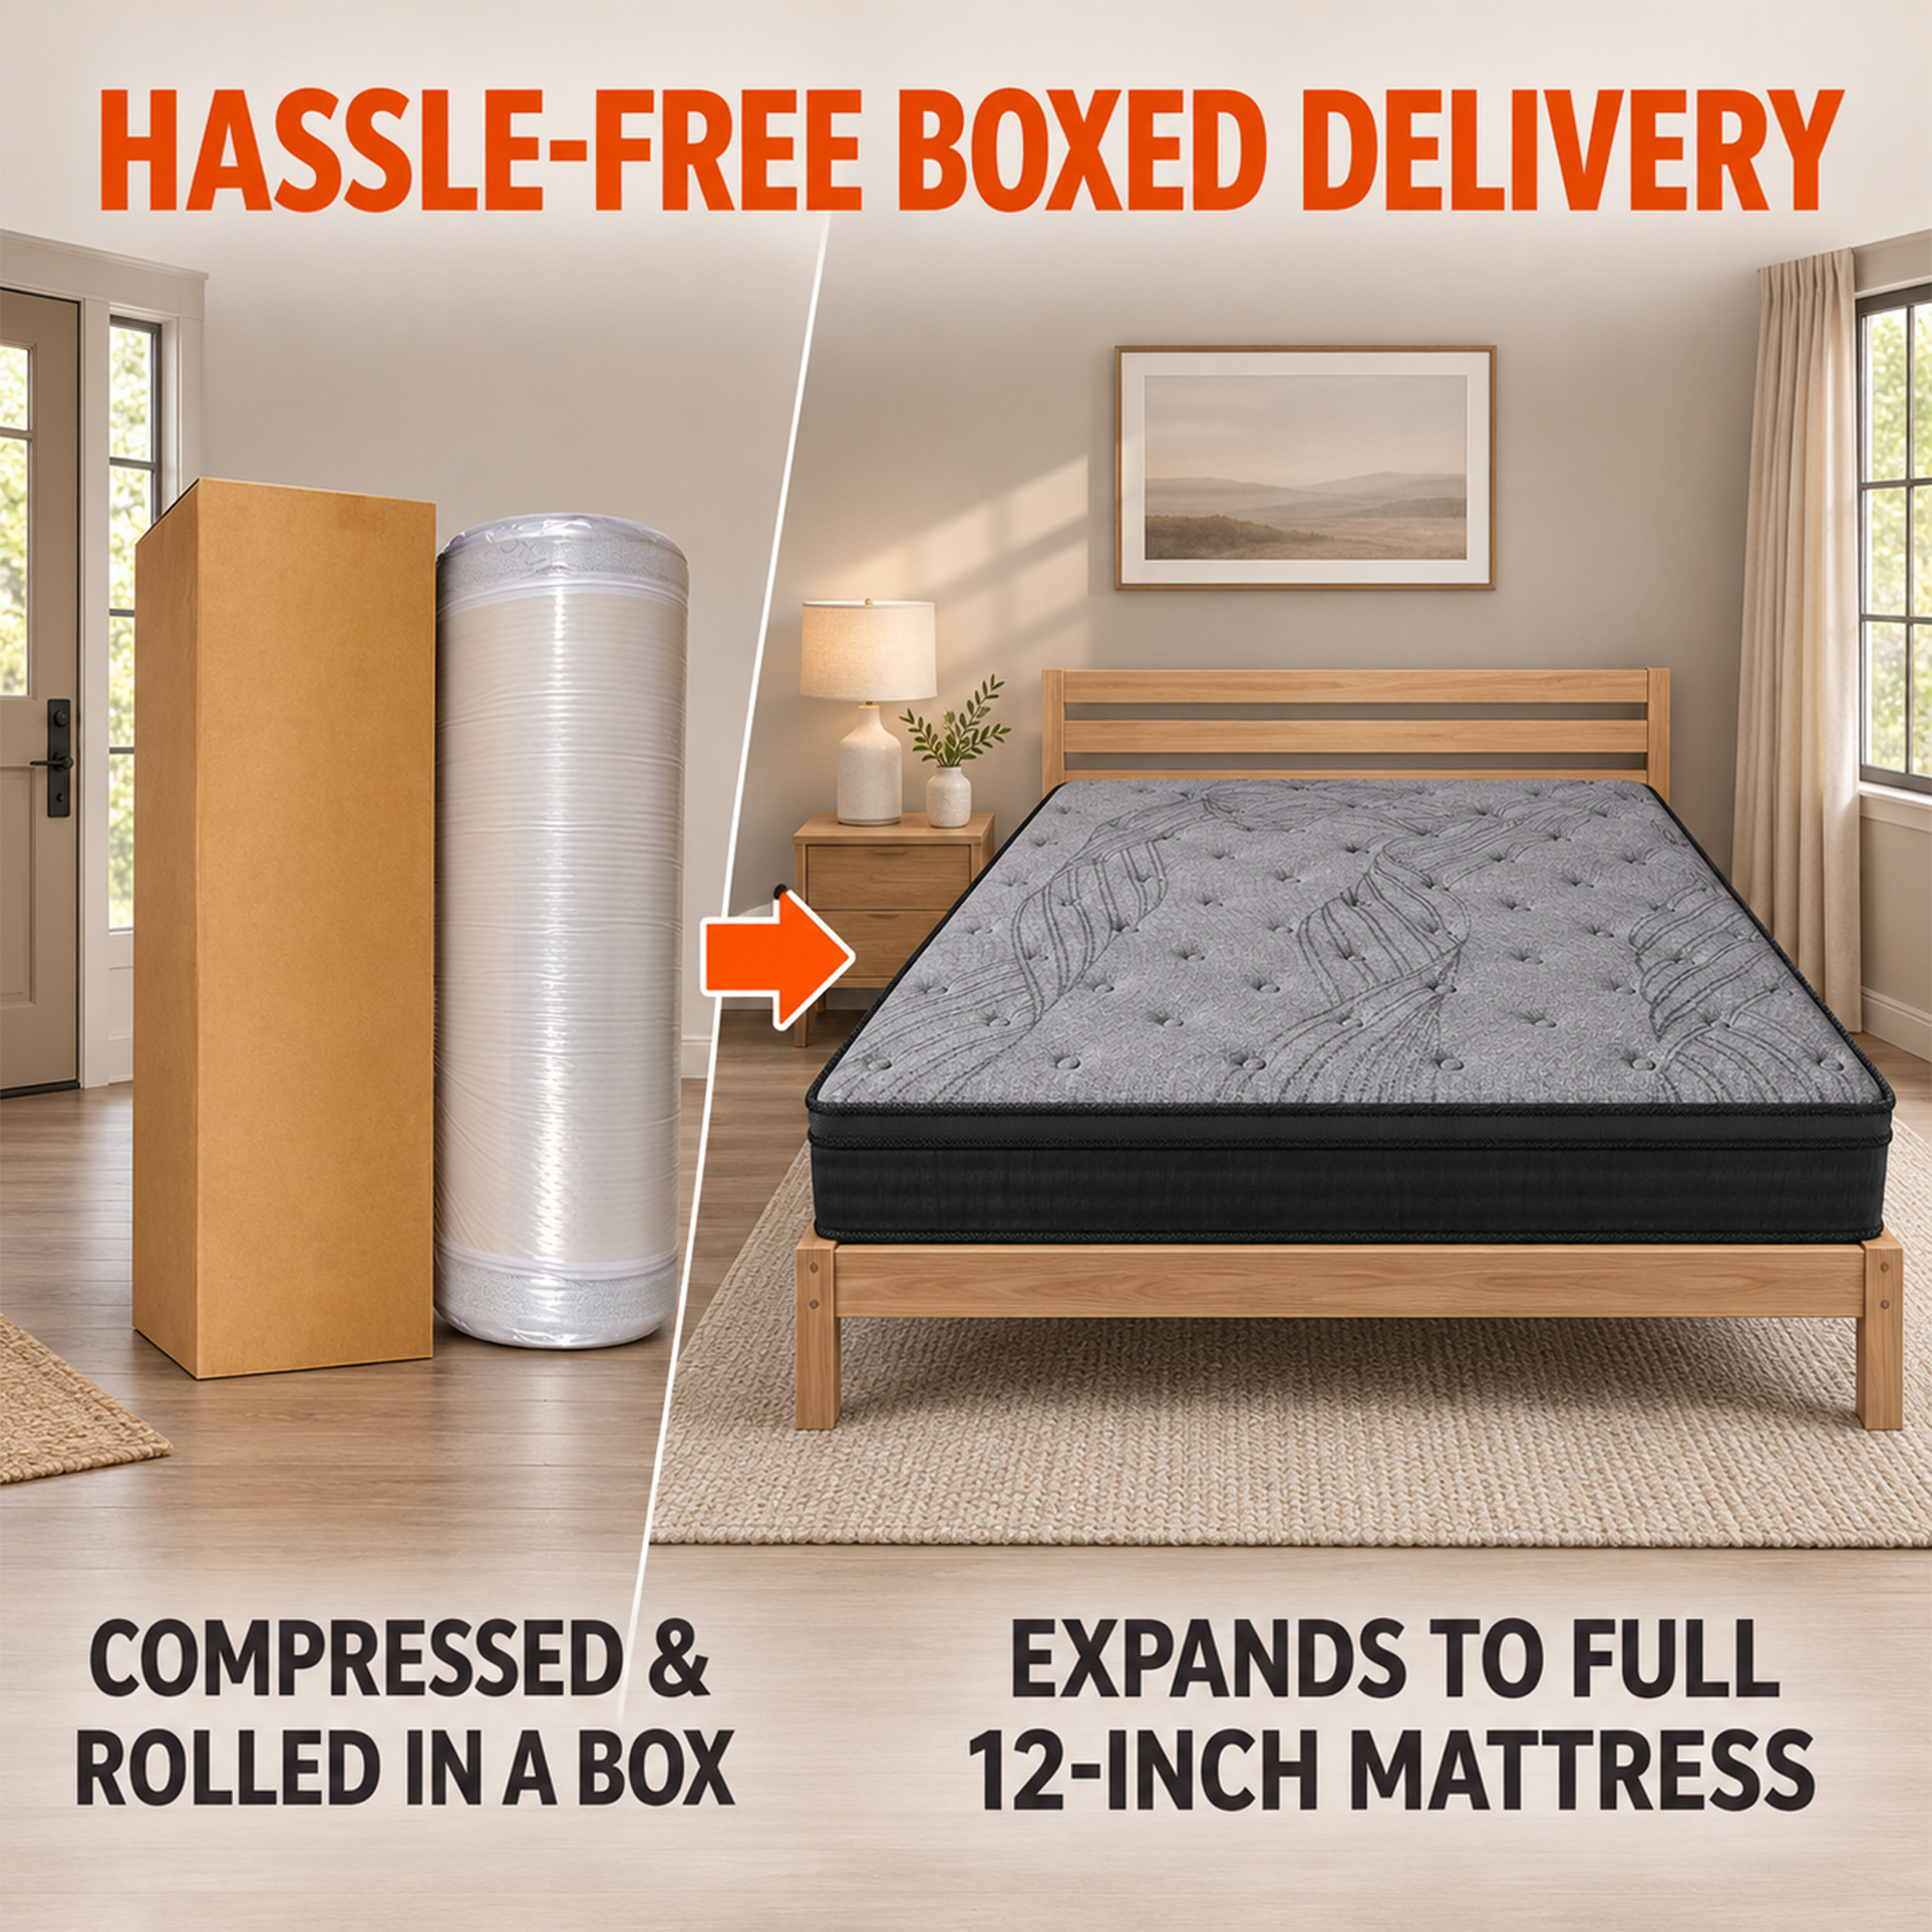 HASSLE-FREE BOXED DELIVERY
COMPRESSED &
ROLLED IN A BOX
EXPANDS TO FULL
12-INCH MATTRESS